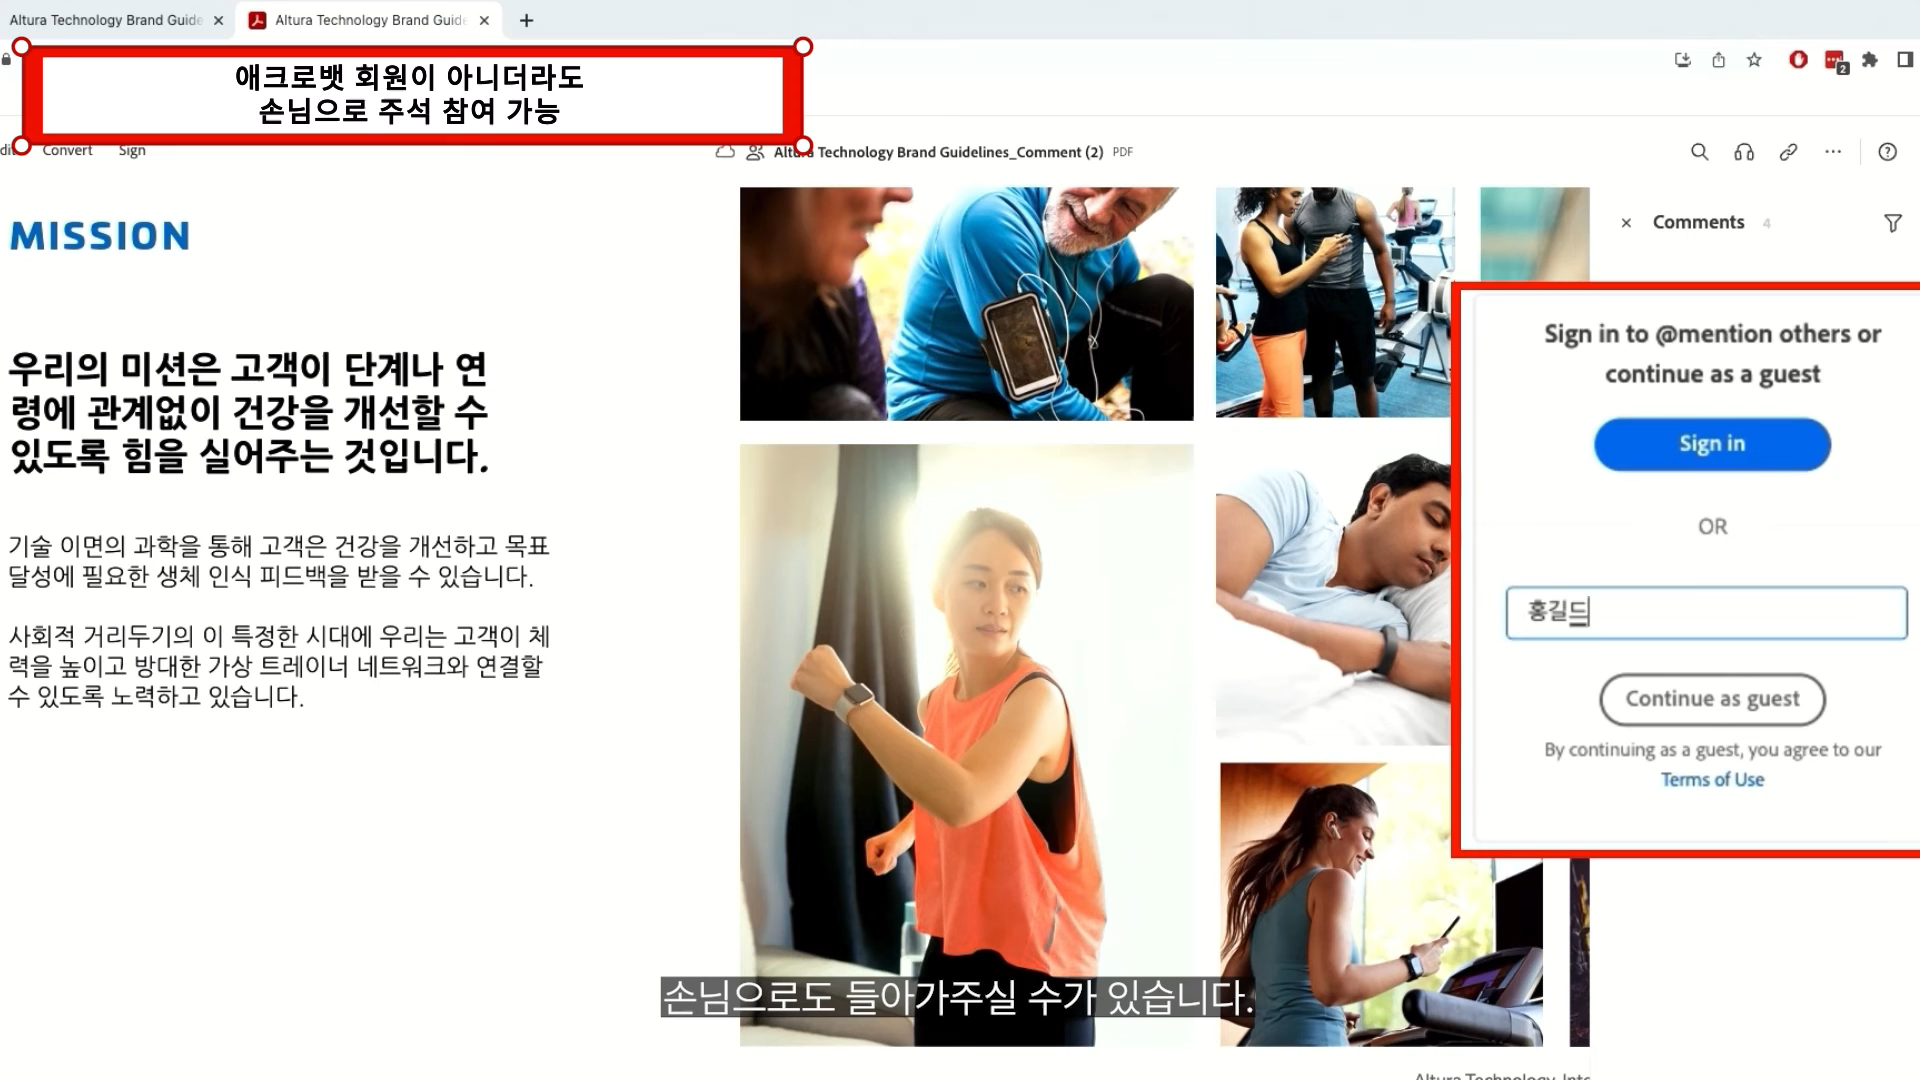 Altura Technology Brand Guide
Altura Technology Brand Guide
애크로뱃 회원이 아니더라도
손님으로 주석 참여 가능
2
Convert
Sign
Altura Technology Brand Guidelines_Comment (2) PDF
MISSION
우리의 미션은 고객이 단계나 연
령에 관계없이 건강을 개선할 수
있도록 힘을 실어주는 것입니다.
기술 이면의 과학을 통해 고객은 건강을 개선하고 목표
달성에 필요한 생체 인식 피드백을 받을 수 있습니다.
사회적 거리두기의 이 특정한 시대에 우리는 고객이 체
력을 높이고 방대한 가상 트레이너 네트워크와 연결할
수 있도록 노력하고 있습니다.
Comments 4
Sign in to @mention others or
continue as a guest
Sign in
OR
홍길드
Continue as guest
By continuing as a guest, you agree to our
Terms of Use
손님으로도 들아가주실 수가 있습니다.
Altura Technology